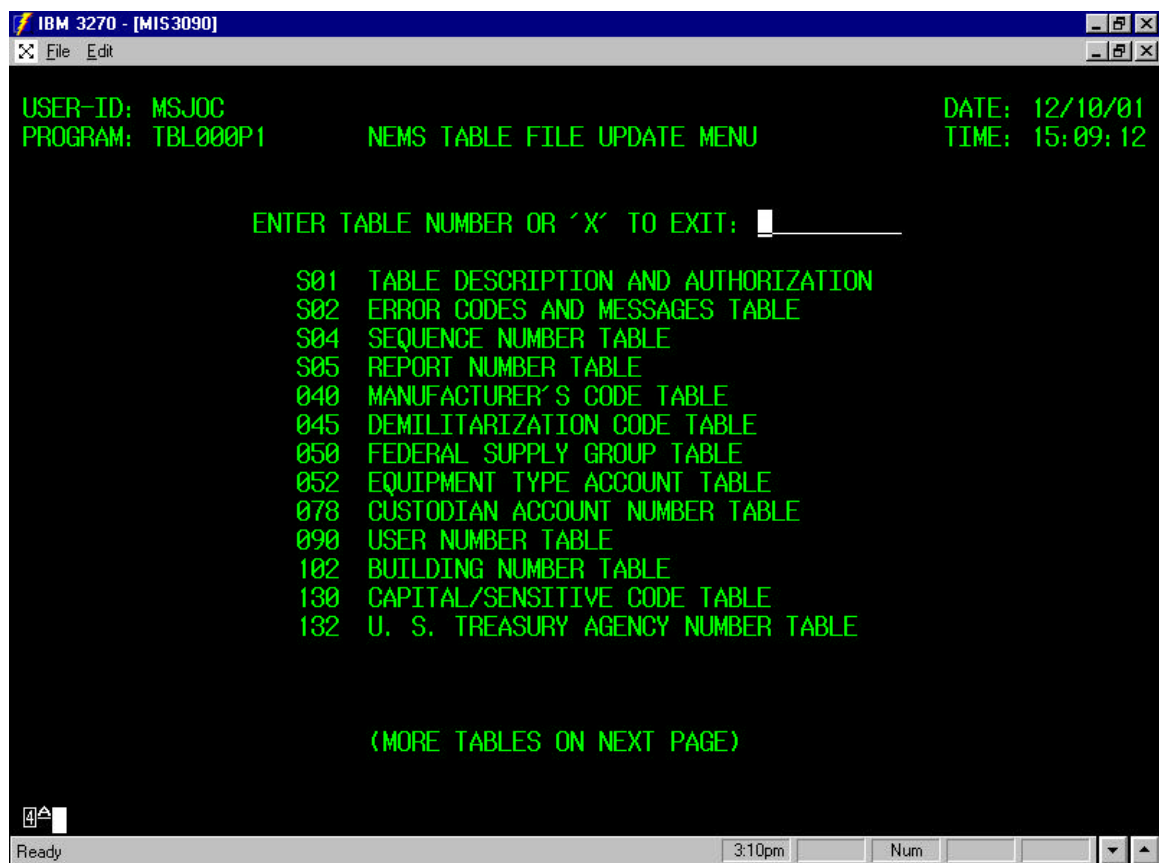 IBM 3270 - [MIS3090]
File Edit
USER-ID: MSJOC DATE: 12/10/01
PROGRAM: TBL000P1 NEMS TABLE FILE UPDATE MENU TIME: 15:09:12
ENTER TABLE NUMBER OR ´X´ TO EXIT:
S01 TABLE DESCRIPTION AND AUTHORIZATION
S02 ERROR CODES AND MESSAGES TABLE
S04 SEQUENCE NUMBER TABLE
S05 REPORT NUMBER TABLE
040 MANUFACTURER´S CODE TABLE
045 DEMILITARIZATION CODE TABLE
050 FEDERAL SUPPLY GROUP TABLE
052 EQUIPMENT TYPE ACCOUNT TABLE
078 CUSTODIAN ACCOUNT NUMBER TABLE
090 USER NUMBER TABLE
102 BUILDING NUMBER TABLE
130 CAPITAL/SENSITIVE CODE TABLE
132 U. S. TREASURY AGENCY NUMBER TABLE
(MORE TABLES ON NEXT PAGE)
4A
Ready 3:10pm Num